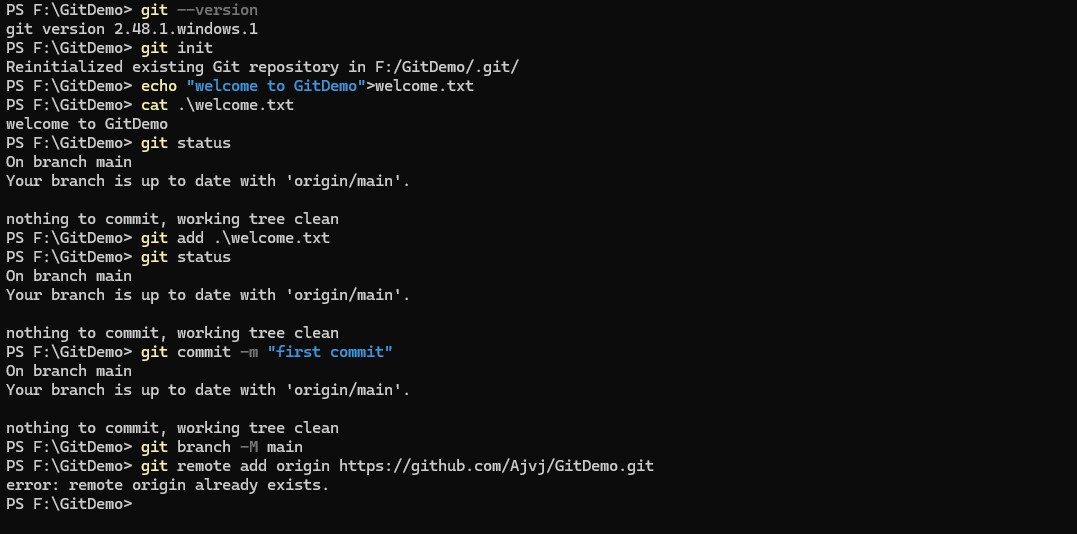 PS F:\GitDemo> git --version
git version 2.48.1.windows.1
PS F:\GitDemo> git init
Reinitialized existing Git repository in F:/GitDemo/.git/
PS F:\GitDemo> echo "welcome to GitDemo">welcome.txt
PS F:\GitDemo> cat .\welcome.txt
welcome to GitDemo
PS F:\GitDemo> git status
On branch main
Your branch is up to date with 'origin/main'.
nothing to commit, working tree clean
PS F:\GitDemo> git add .\welcome.txt
PS F:\GitDemo> git status
On branch main
Your branch is up to date with 'origin/main'.
nothing to commit, working tree clean
PS F:\GitDemo> git commit -m "first commit"
On branch main
Your branch is up to date with 'origin/main'.
nothing to commit, working tree clean
PS F:\GitDemo> git branch -M main
PS F:\GitDemo> git remote add origin https://github.com/Ajvj/GitDemo.git
error: remote origin already exists.
PS F:\GitDemo>